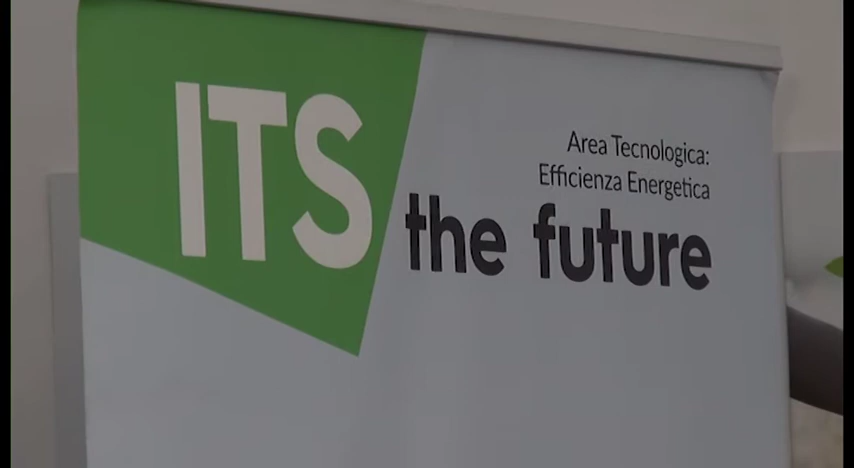 ITS
Area Tecnologica:
Efficienza Energetica
the future